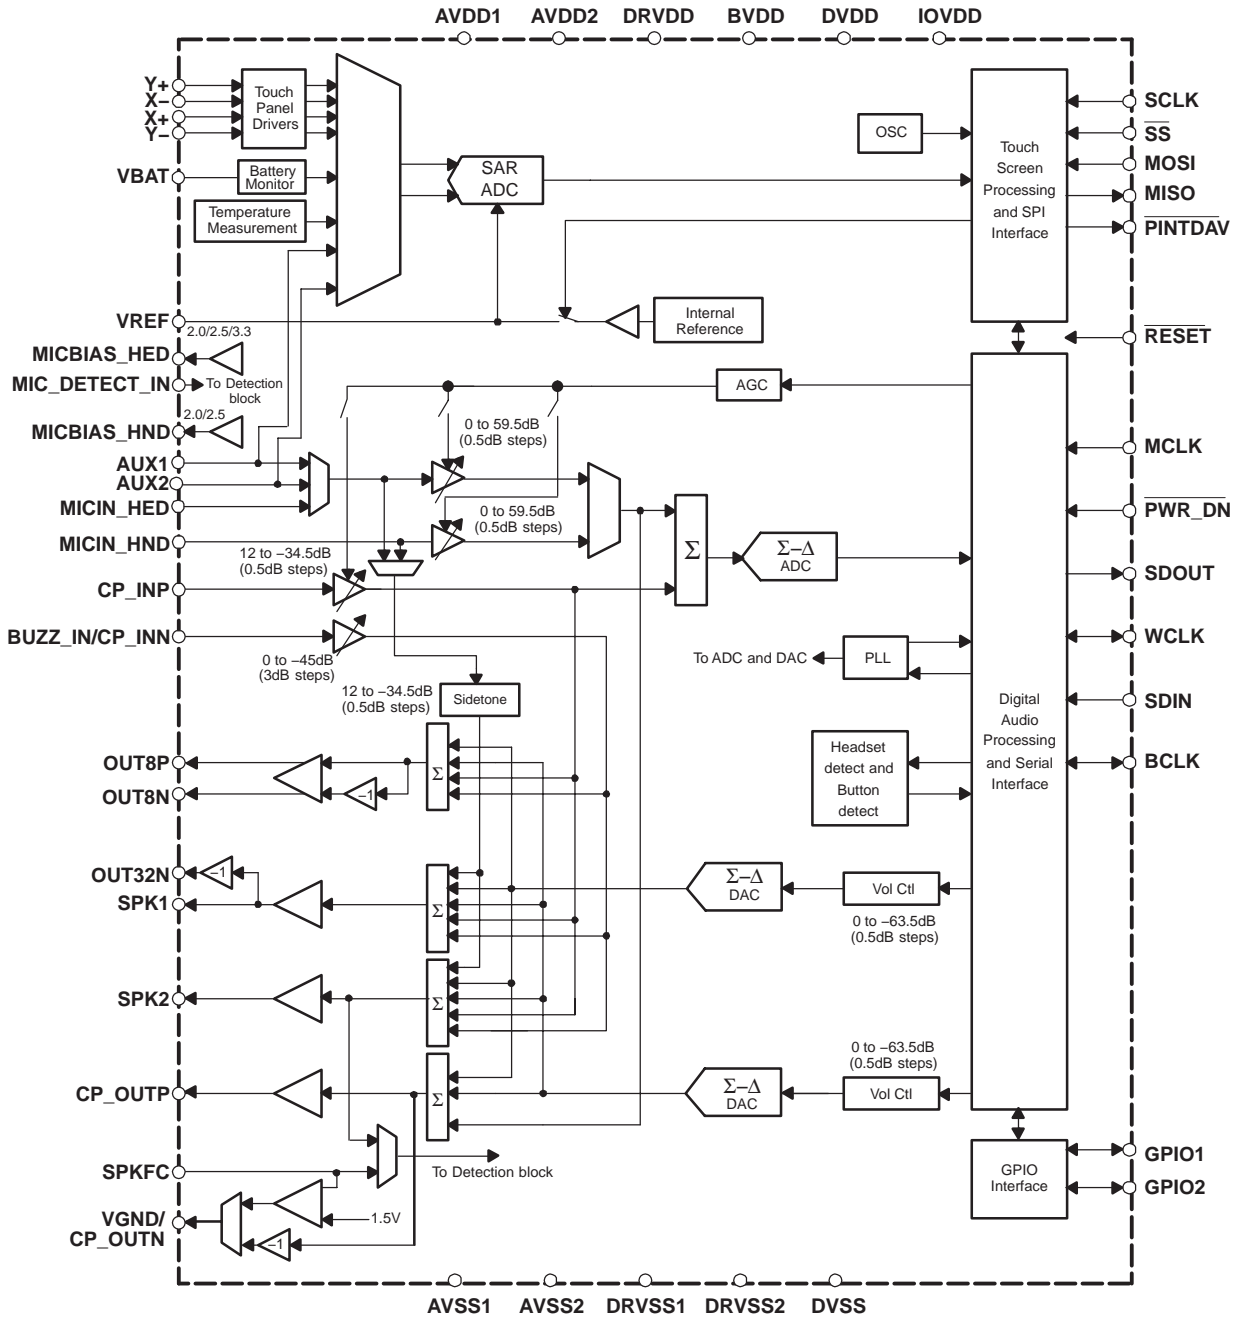 AVDD1 AVDD2 DRVDD BVDD DVDD IOVDD
Y+
X−
X+
Y−
Touch
Panel
Drivers
VBAT
Battery
Monitor
Temperature
Measurement
SAR
ADC
OSC
Touch
Screen
Processing
and SPI
Interface
SCLK
SS
MOSI
MISO
PINTDAV
VREF
Internal
Reference
RESET
2.0/2.5/3.3
MICBIAS_HED
MIC_DETECT_IN
To Detection
block
AGC
2.0/2.5
MICBIAS_HND
0 to 59.5dB
(0.5dB steps)
MCLK
AUX1
AUX2
MICIN_HED
0 to 59.5dB
(0.5dB steps)
PWR_DN
MICIN_HND
12 to −34.5dB
(0.5dB steps)
Σ
Σ−Δ
ADC
CP_INP
SDOUT
BUZZ_IN/CP_INN
WCLK
0 to −45dB
(3dB steps)
To ADC and DAC
PLL
12 to −34.5dB
(0.5dB steps)
Sidetone
Digital
Audio
Processing
and Serial
Interface
SDIN
OUT8P
OUT8N
−1
Σ
Headset
detect and
Button
detect
BCLK
OUT32N
−1
SPK1
Σ
Σ−Δ
DAC
Vol Ctl
0 to −63.5dB
(0.5dB steps)
SPK2
Σ
0 to −63.5dB
(0.5dB steps)
CP_OUTP
Σ
Σ−Δ
DAC
Vol Ctl
SPKFC
To Detection block
GPIO
Interface
GPIO1
GPIO2
VGND/
CP_OUTN
1.5V
−1
AVSS1 AVSS2 DRVSS1 DRVSS2 DVSS